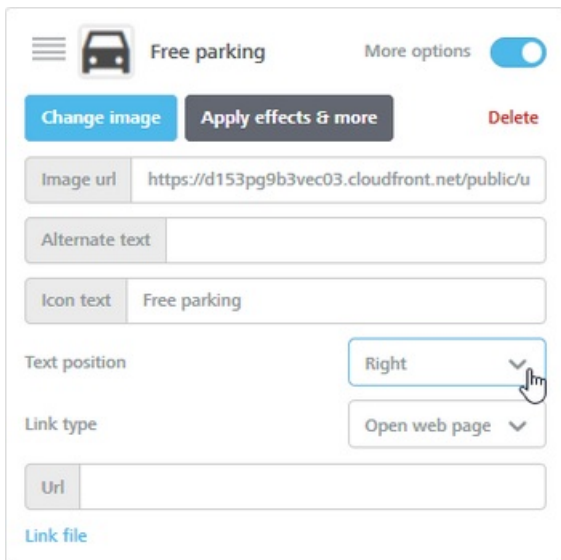 Free parking More options
Change image Apply effects & more Delete
Image url https://d153pg9b3vec03.cloudfront.net/public/u
Alternate text
Icon text Free parking
Text position Right
Link type Open web page
Url
Link file